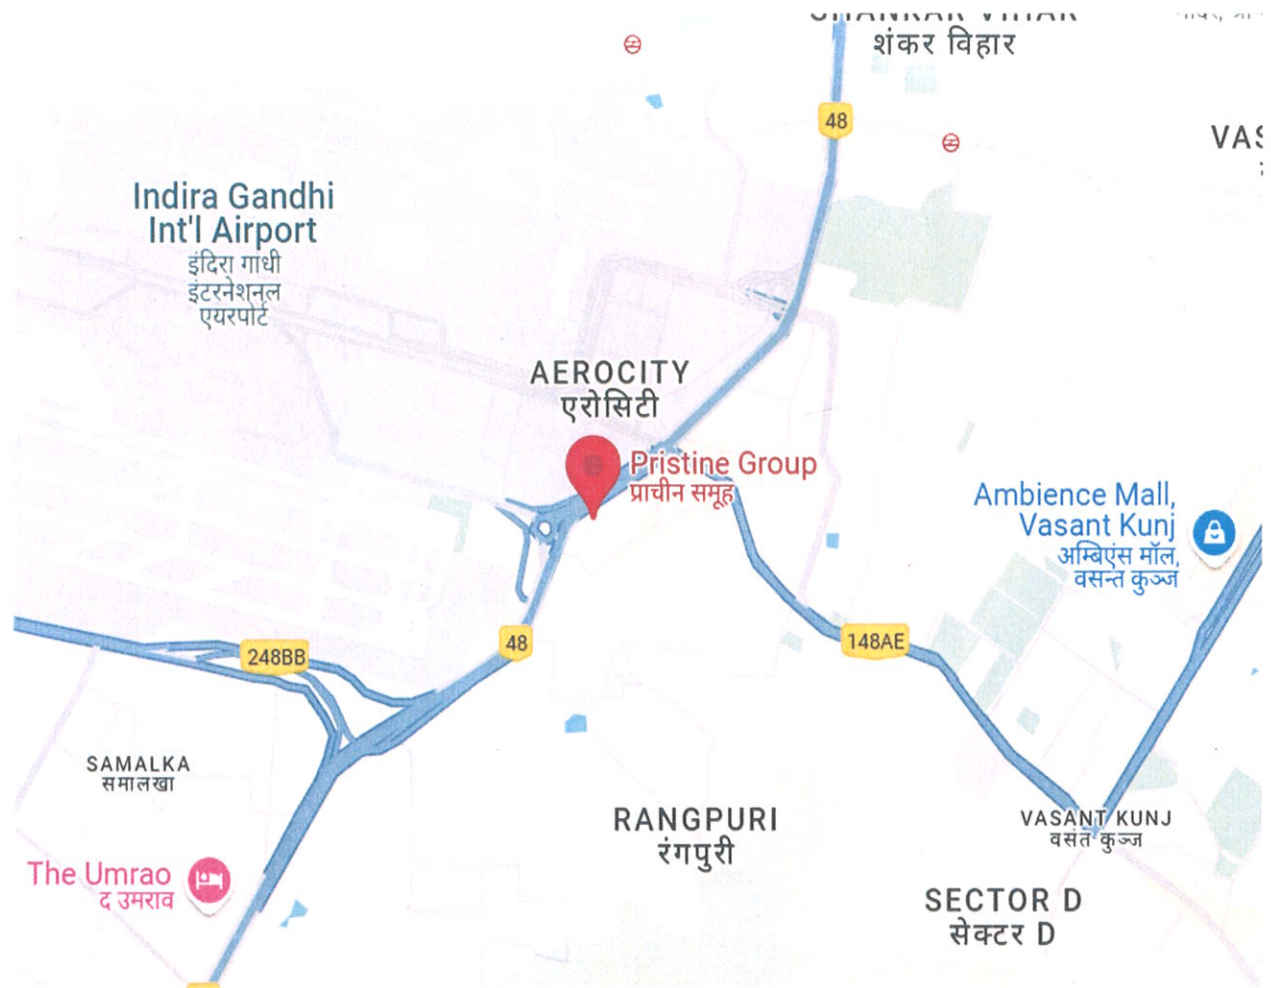 शंकर विहार
48
VAS
Indira Gandhi
Int'l Airport
इंदिरा गांधी
इंटरनेशनल
एयरपोर्ट
AEROCITY
एरोसिटी
Pristine Group
प्राचीन समूह
Ambience Mall,
Vasant Kunj
अम्बिएंस मॉल,
वसन्त कुञ्ज
248BB
48
148AE
SAMALKA
समालखा
RANGPURI
रंगपुरी
VASANT KUNJ
वसंत कुञ्ज
The Umrao
द उमराव
SECTOR D
सेक्टर D